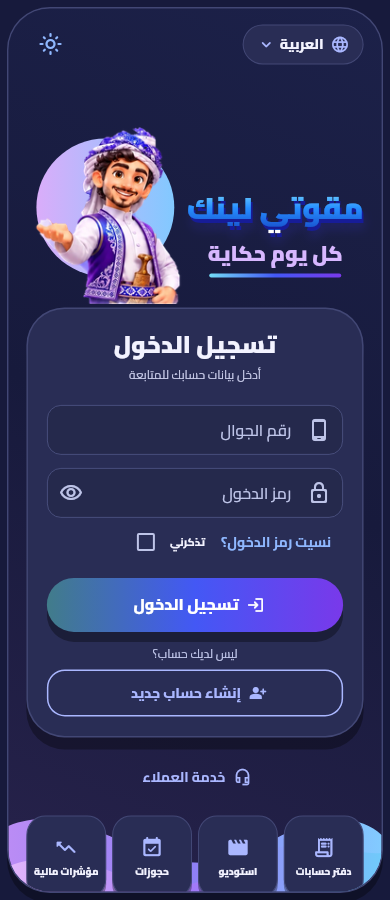 العربية
مقوتي لينك
كل يوم حكاية
تسجيل الدخول
أدخل بيانات حسابك للمتابعة
رقم الجوال
رمز الدخول
نسيت رمز الدخول؟
تذكرني
تسجيل الدخول
ليس لديك حساب؟
إنشاء حساب جديد
خدمة العملاء
دفتر حسابات
استوديو
حجوزات
مؤشرات مالية